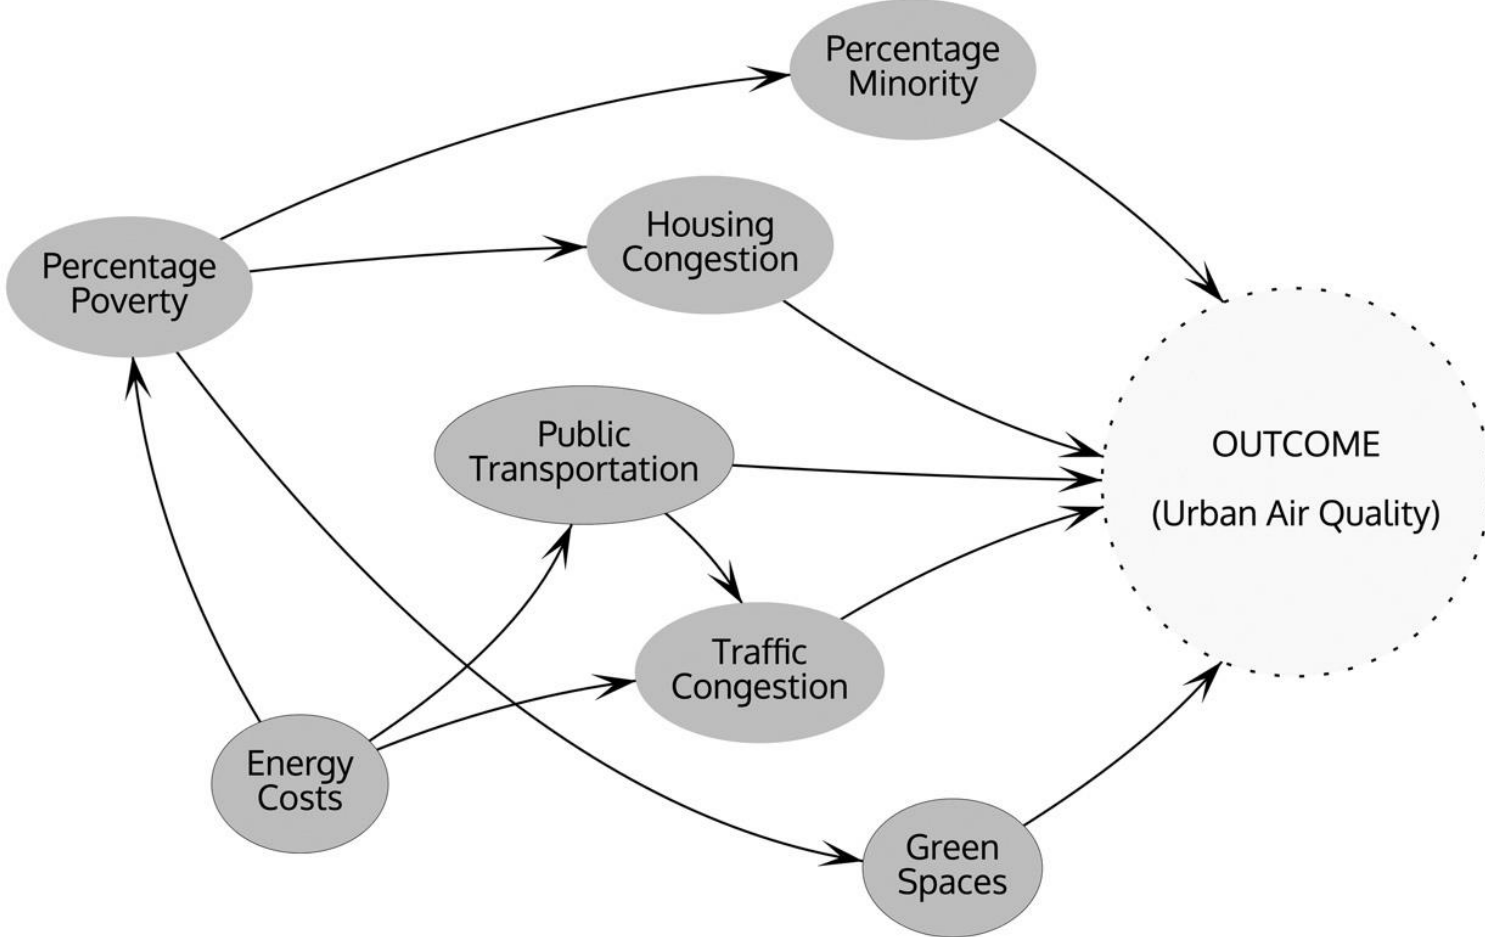 Percentage
Minority
Housing
Congestion
Percentage
Poverty
Public
Transportation
OUTCOME
(Urban Air Quality)
Traffic
Congestion
Energy
Costs
Green
Spaces